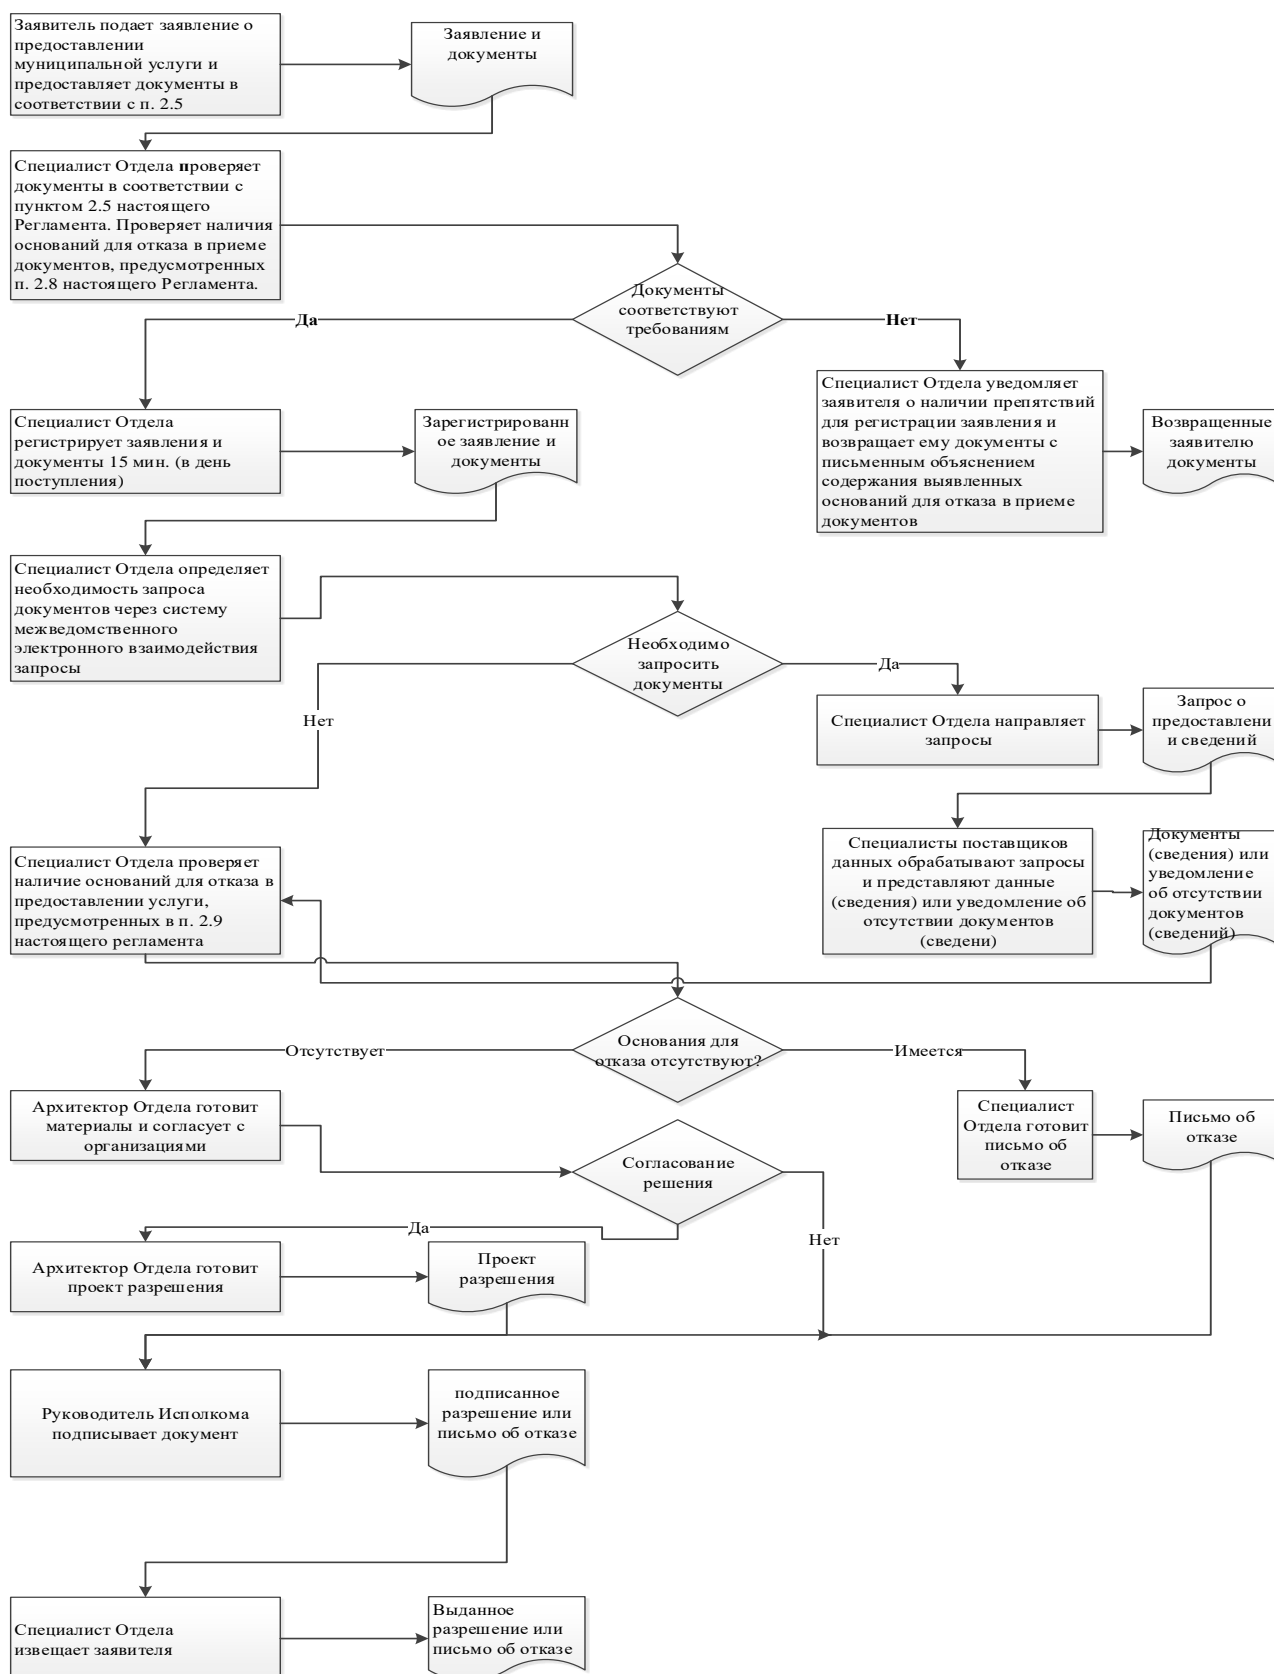 Заявитель подает заявление о
предоставлении
муниципальной услуги и
предоставляет документы в
соответствии с п. 2.5
Заявление и
документы
Специалист Отдела проверяет
документы в соответствии с
пунктом 2.5 настоящего
Регламента. Проверяет наличия
оснований для отказа в приеме
документов, предусмотренных
п. 2.8 настоящего Регламента.
Документы
соответствуют
требованиям
Да
Нет
Специалист Отдела
регистрирует заявления и
документы 15 мин. (в день
поступления)
Зарегистрированн
ое заявление и
документы
Специалист Отдела уведомляет
заявителя о наличии препятствий
для регистрации заявления и
возвращает ему документы с
письменным объяснением
содержания выявленных
оснований для отказа в приеме
документов
Возвращенные
заявителю
документы
Специалист Отдела определяет
необходимость запроса
документов через систему
межведомственного
электронного взаимодействия
запросы
Необходимо
запросить
документы
Да
Нет
Специалист Отдела направляет
запросы
Запрос о
предоставлени
и сведений
Специалист Отдела проверяет
наличие оснований для отказа в
предоставлении услуги,
предусмотренных в п. 2.9
настоящего регламента
Специалисты поставщиков
данных обрабатывают запросы
и представляют данные
(сведения) или уведомление об
отсутствии документов
(сведени)
Документы
(сведения) или
уведомление
об отсутствии
документов
(сведений)
Основания для
отказа отсутствуют?
Отсутствует
Имеется
Архитектор Отдела готовит
материалы и согласует с
организациями
Согласование
решения
Специалист
Отдела готовит
письмо об
отказе
Письмо об
отказе
Да
Нет
Архитектор Отдела готовит
проект разрешения
Проект
разрешения
Руководитель Исполкома
подписывает документ
подписанное
разрешение или
письмо об отказе
Специалист Отдела
извещает заявителя
Выданное
разрешение или
письмо об отказе